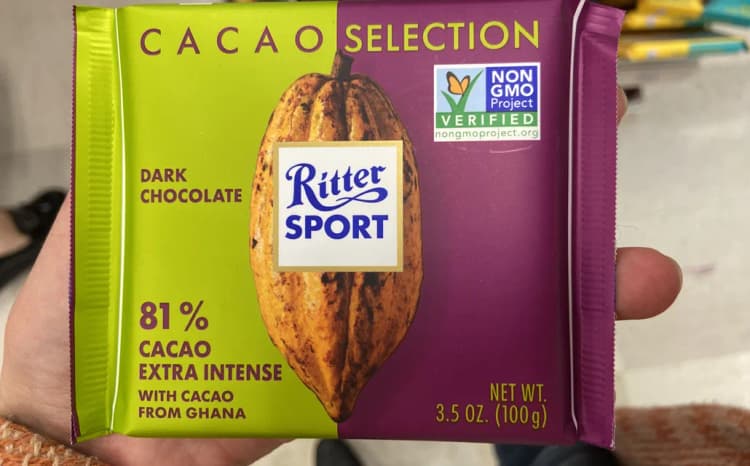 CACAO SELECTION
NON
GMO
Project
VERIFIED
nongmoproject.org
DARK
CHOCOLATE
Ritter
SPORT
81%
CACAO
EXTRA INTENSE
WITH CACAO
FROM GHANA
NET WT.
3.5 OZ. (100g)